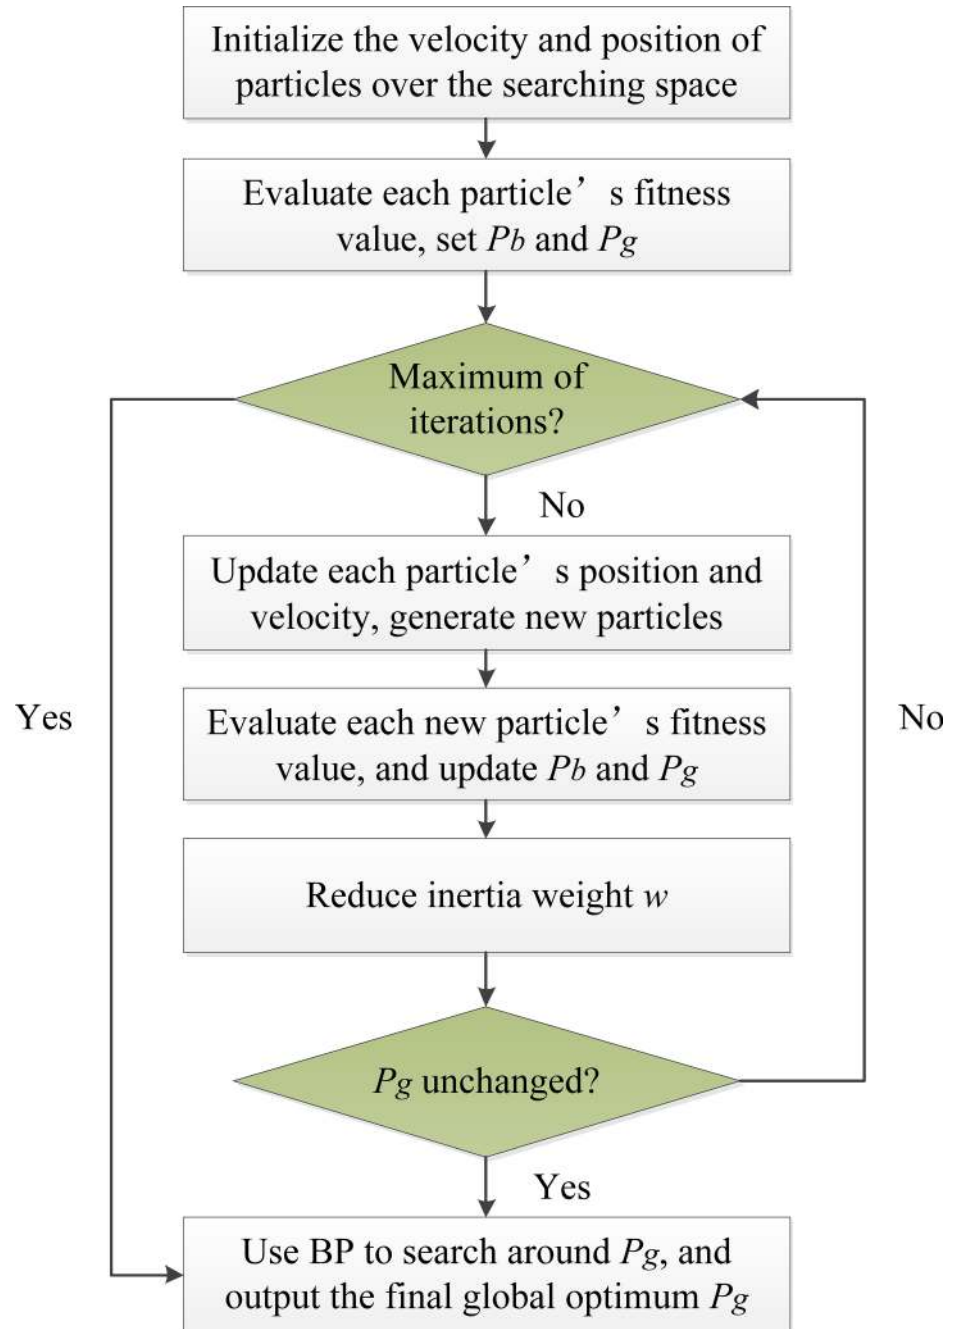 Initialize the velocity and position of
particles over the searching space
Evaluate each particle’s fitness
value, set Pb and Pg
Maximum of
iterations?
No
Update each particle’s position and
velocity, generate new particles
Yes
No
Evaluate each new particle’s fitness
value, and update Pb and Pg
Reduce inertia weight w
Pg unchanged?
Yes
Use BP to search around Pg, and
output the final global optimum Pg